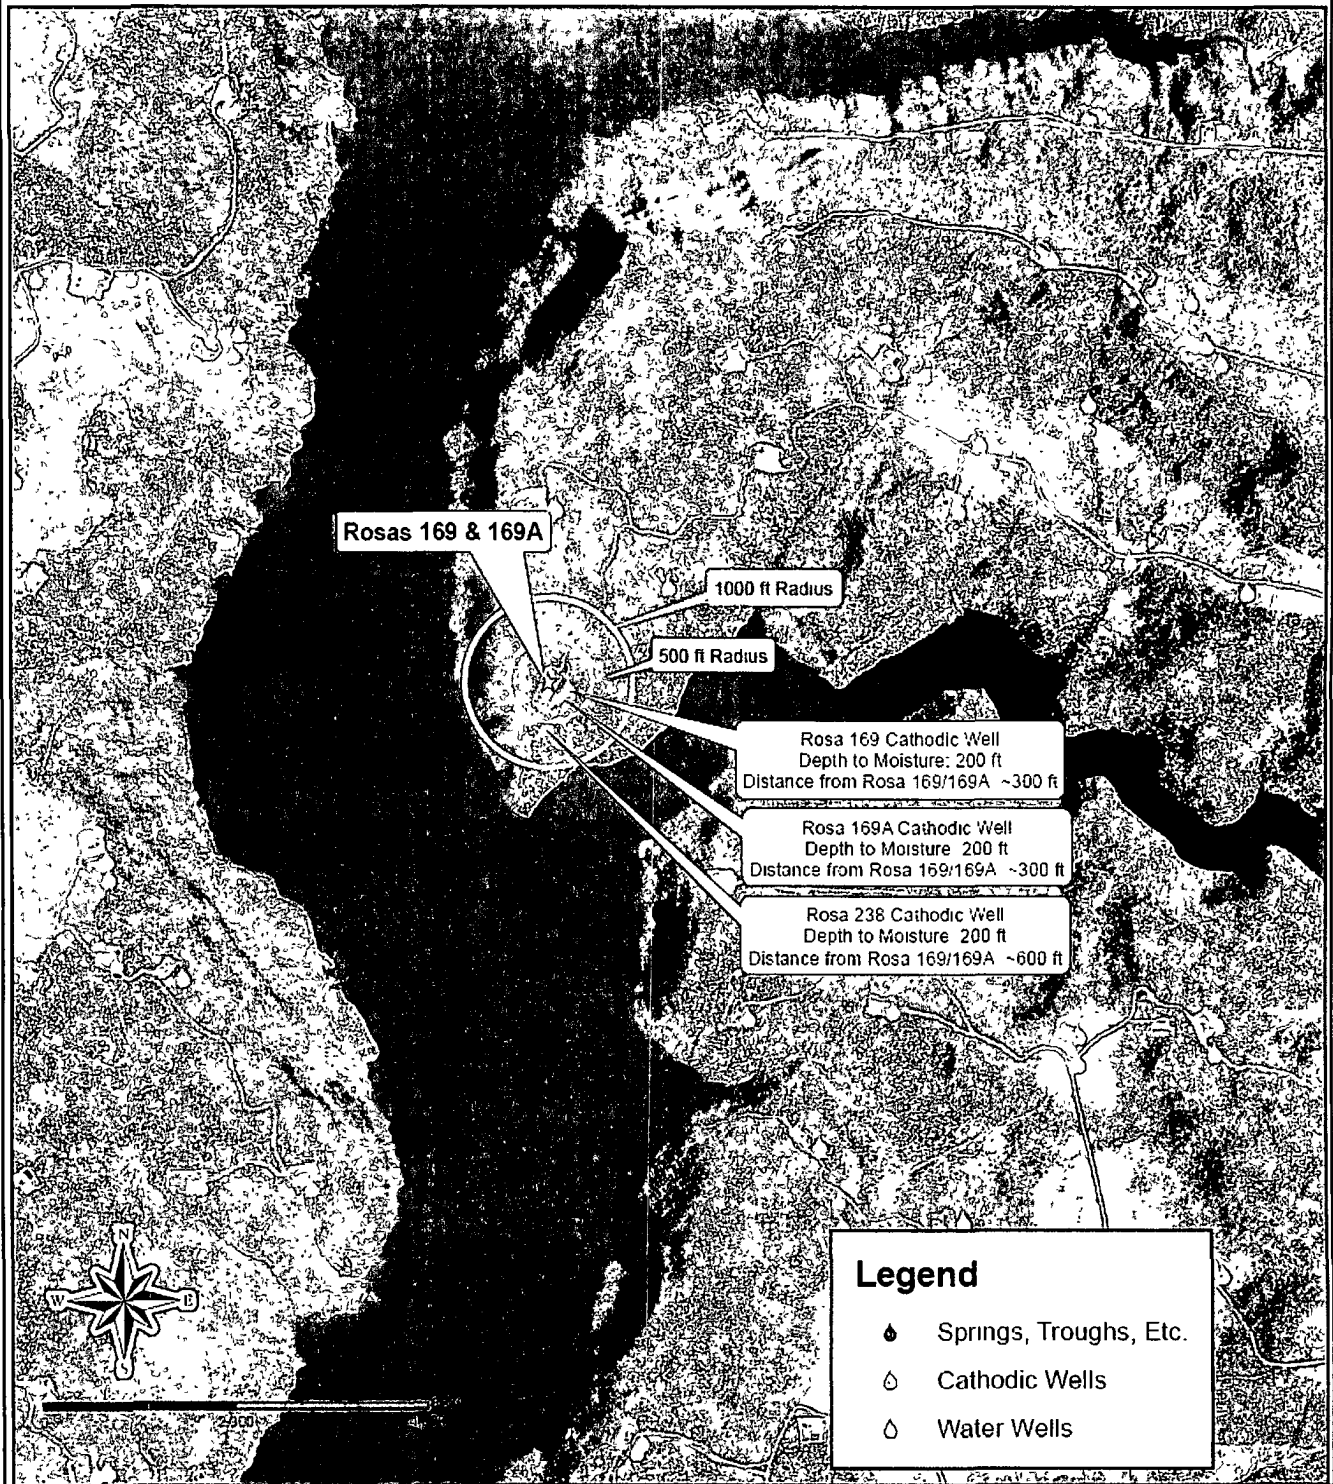 Rosas 169 & 169A
1000 ft Radius
500 ft Radius
Rosa 169 Cathodic Well
Depth to Moisture: 200 ft
Distance from Rosa 169/169A ~300 ft
Rosa 169A Cathodic Well
Depth to Moisture 200 ft
Distance from Rosa 169/169A ~300 ft
Rosa 238 Cathodic Well
Depth to Moisture 200 ft
Distance from Rosa 169/169A ~600 ft
N
W
E
S
Legend
Springs, Troughs, Etc.
Cathodic Wells
Water Wells